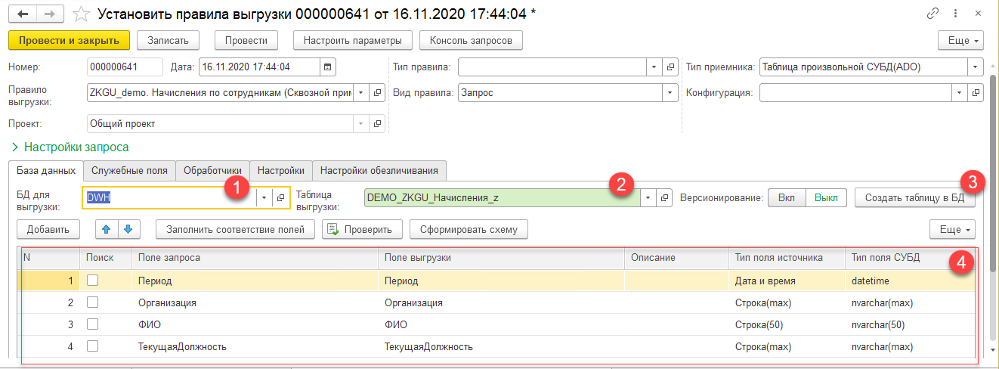 Установить правила выгрузки 000000641 от 16.11.2020 17:44:04 *
Провести и закрыть Записать Провести Настроить параметры Консоль запросов Еще
Номер: 000000641 Дата: 16.11.2020 17:44:04 Тип правила: Тип приемника: Таблица произвольной СУБД(ADO)
Правило выгрузки: ZKGU_demo. Начисления по сотрудникам (Сквозной прим Вид правила: Запрос Конфигурация:
Проект: Общий проект
Настройки запроса
База данных Служебные поля Обработчики Настройки Настройки обезличивания
1 2 3
БД для выгрузки: DWH Таблица выгрузки: DEMO_ZKGU_Начисления_z Версионирование: Вкл Выкл Создать таблицу в БД
Добавить Заполнить соответствие полей Проверить Сформировать схему Еще
N Поиск Поле запроса Поле выгрузки Описание Тип поля источника Тип поля СУБД 4
1 Период Период Дата и время datetime
2 Организация Организация Строка(max) nvarchar(max)
3 ФИО ФИО Строка(50) nvarchar(50)
4 ТекущаяДолжность ТекущаяДолжность Строка(max) nvarchar(max)